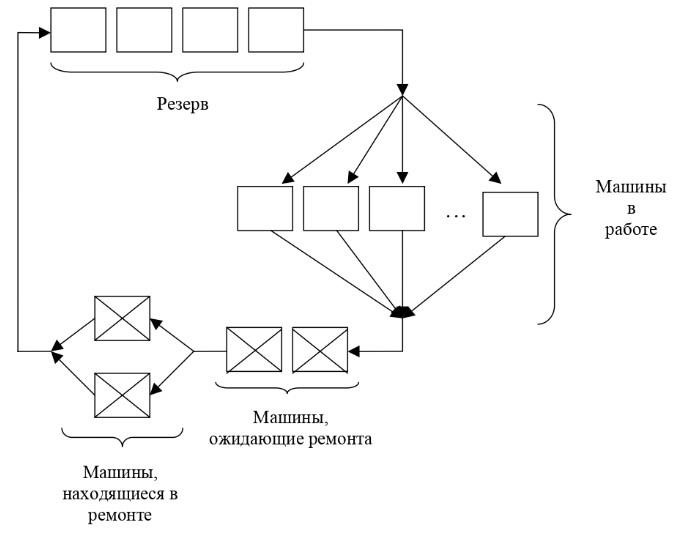 Резерв
Машины
в
работе
...
Машины,
ожидающие ремонта
Машины,
находящиеся в
ремонте